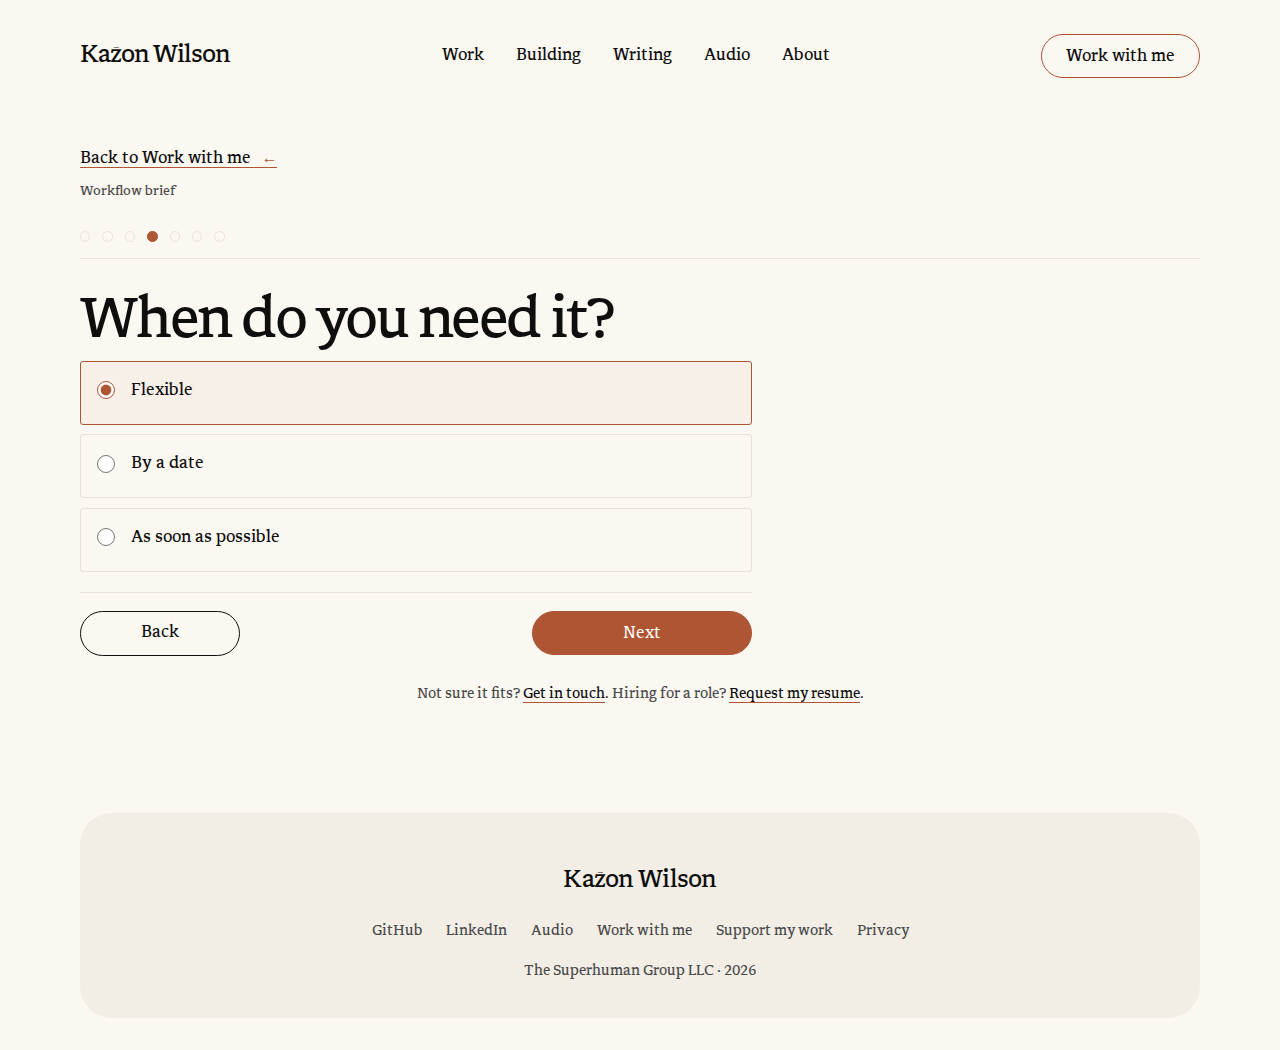 Kazon Wilson
Work Building Writing Audio About
Work with me
Back to Work with me ←
Workflow brief
When do you need it?
Flexible
By a date
As soon as possible
Back
Next
Not sure it fits? Get in touch. Hiring for a role? Request my resume.
Kazon Wilson
GitHub LinkedIn Audio Work with me Support my work Privacy
The Superhuman Group LLC · 2026